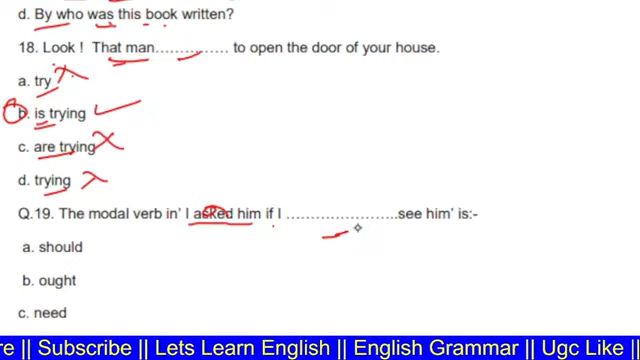 d. By who was this book written?
18. Look ! That man…………… to open the door of your house.
a. try
b. is trying
c. are trying
d. trying
Q.19. The modal verb in' I asked him if I …………………..see him' is:-
a. should
b. ought
c. need
re || Subscribe || Lets Learn English || English Grammar || Ugc Like ||